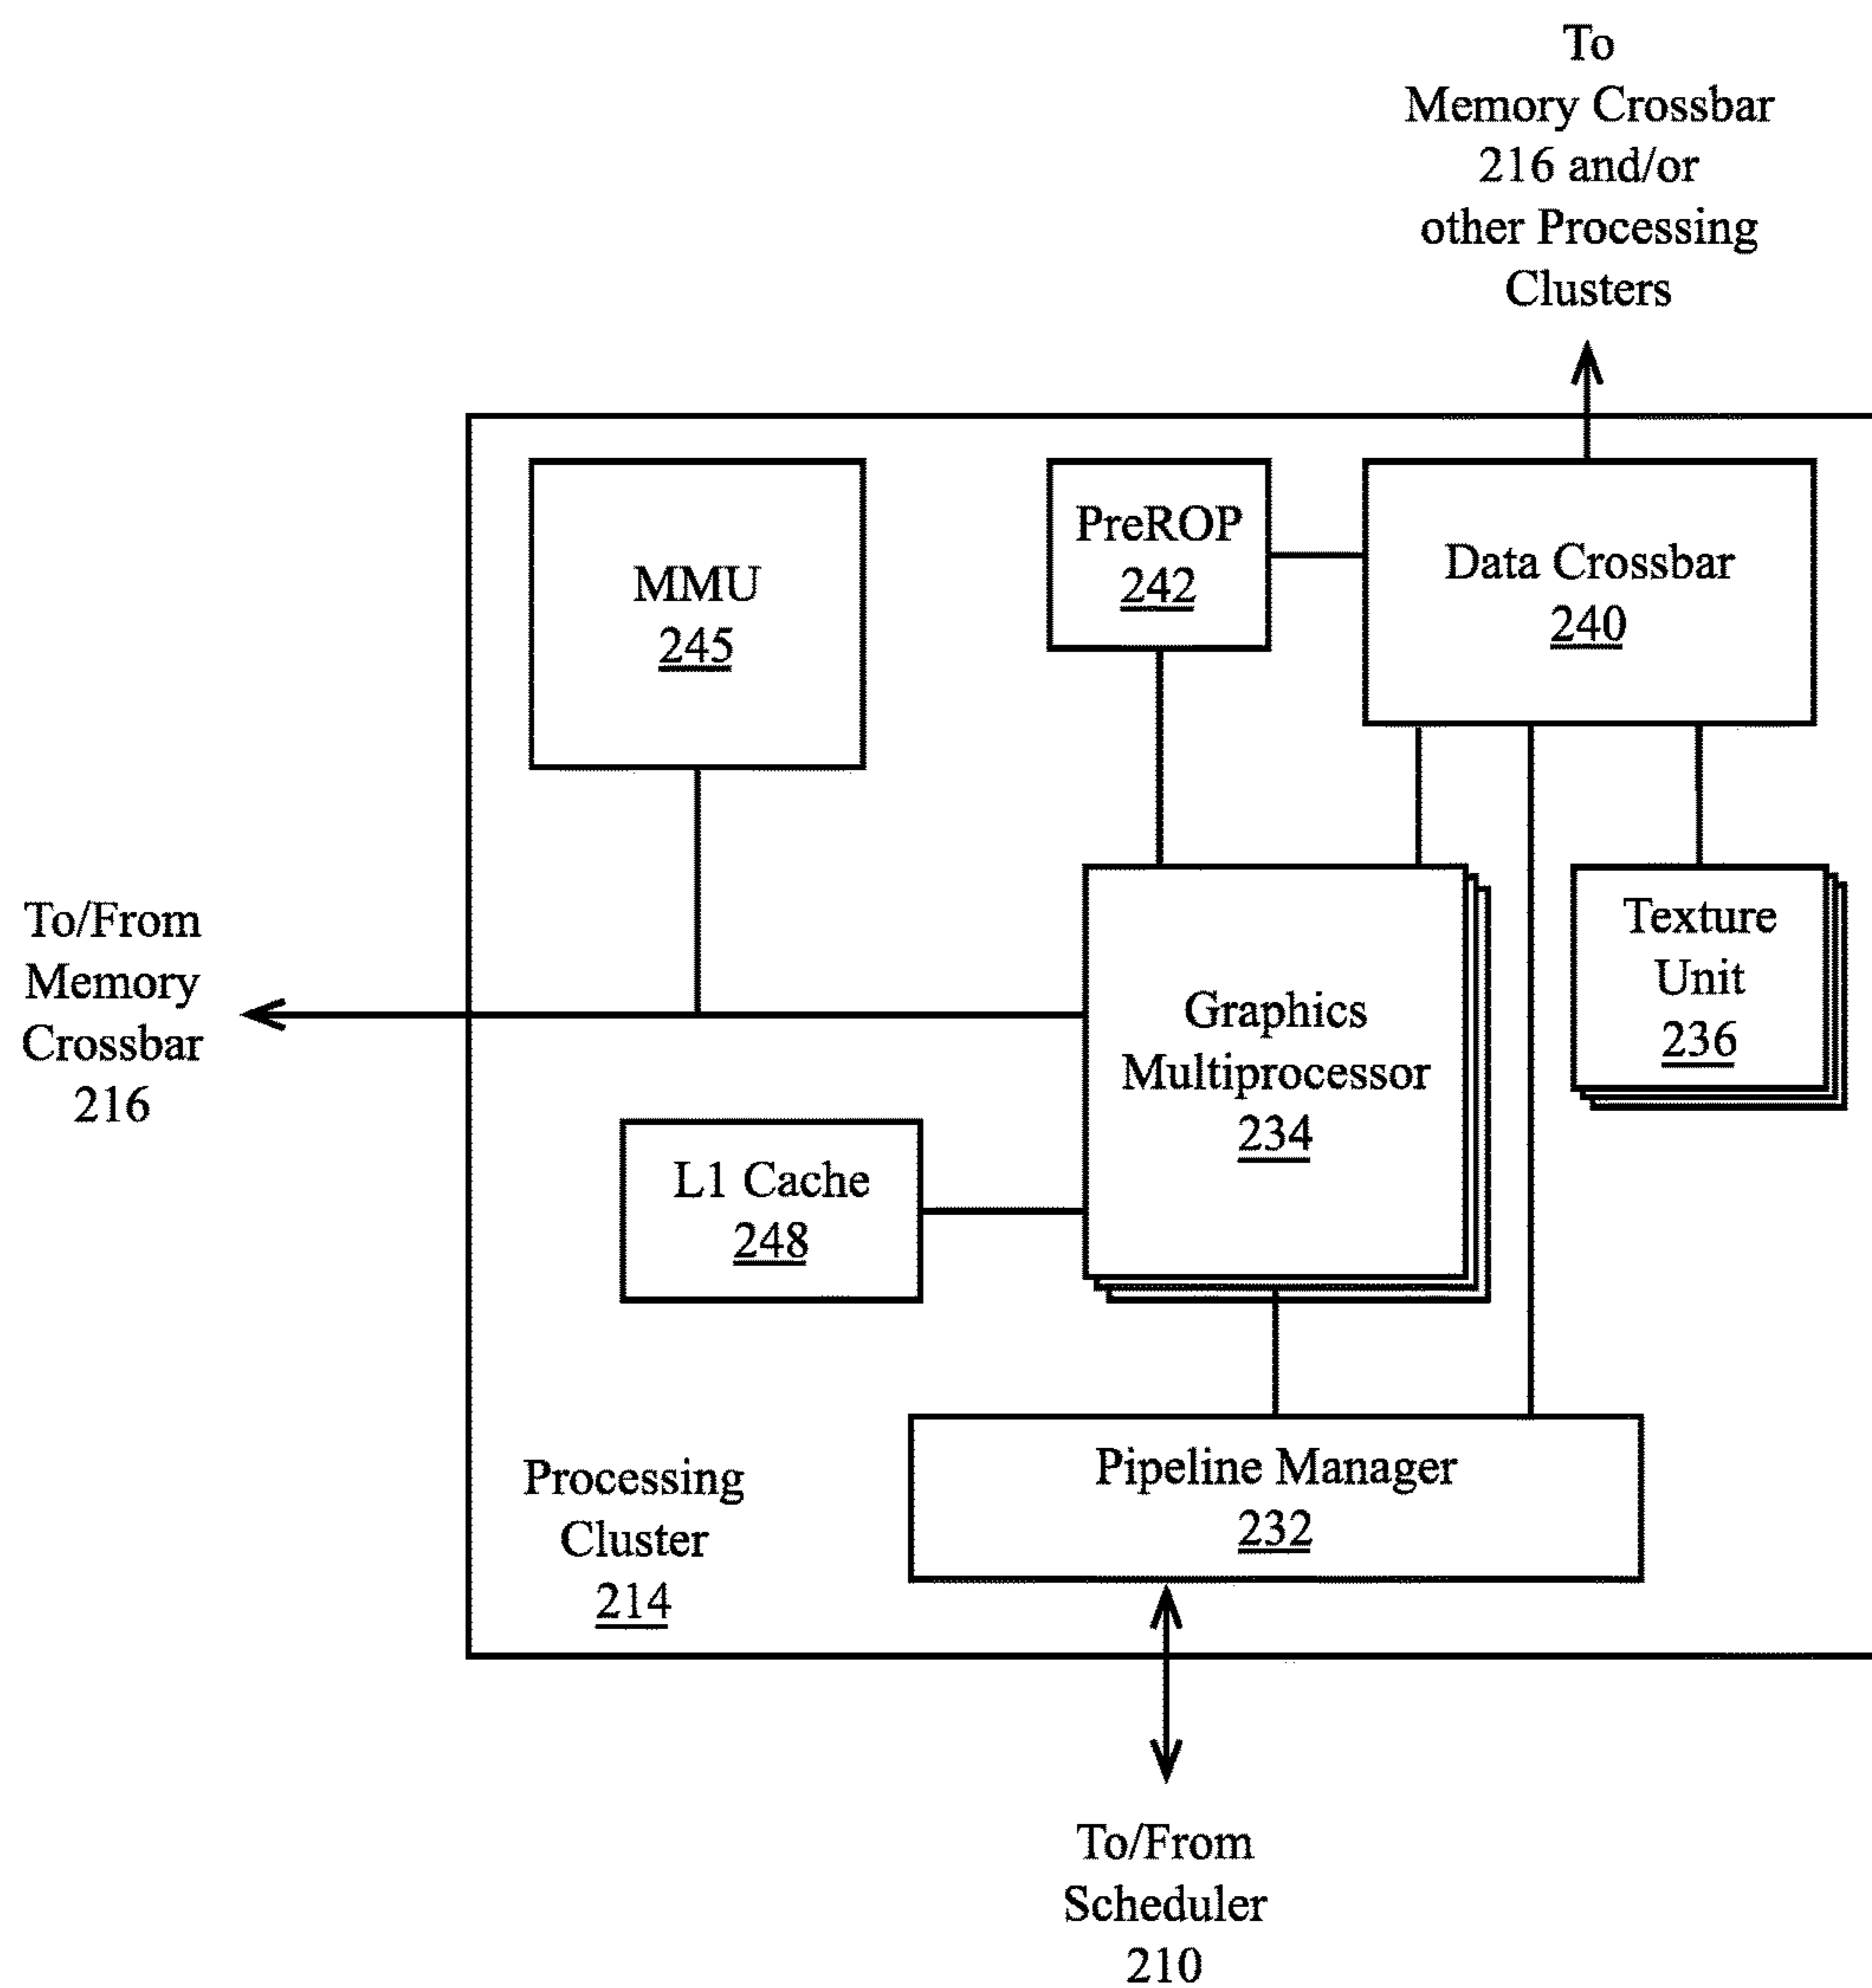 To
Memory Crossbar
216 and/or
other Processing
Clusters
MMU
245
PreROP
242
Data Crossbar
240
To/From
Memory
Crossbar
216
Graphics
Multiprocessor
234
Texture
Unit
236
L1 Cache
248
Processing
Cluster
214
Pipeline Manager
232
To/From
Scheduler
210